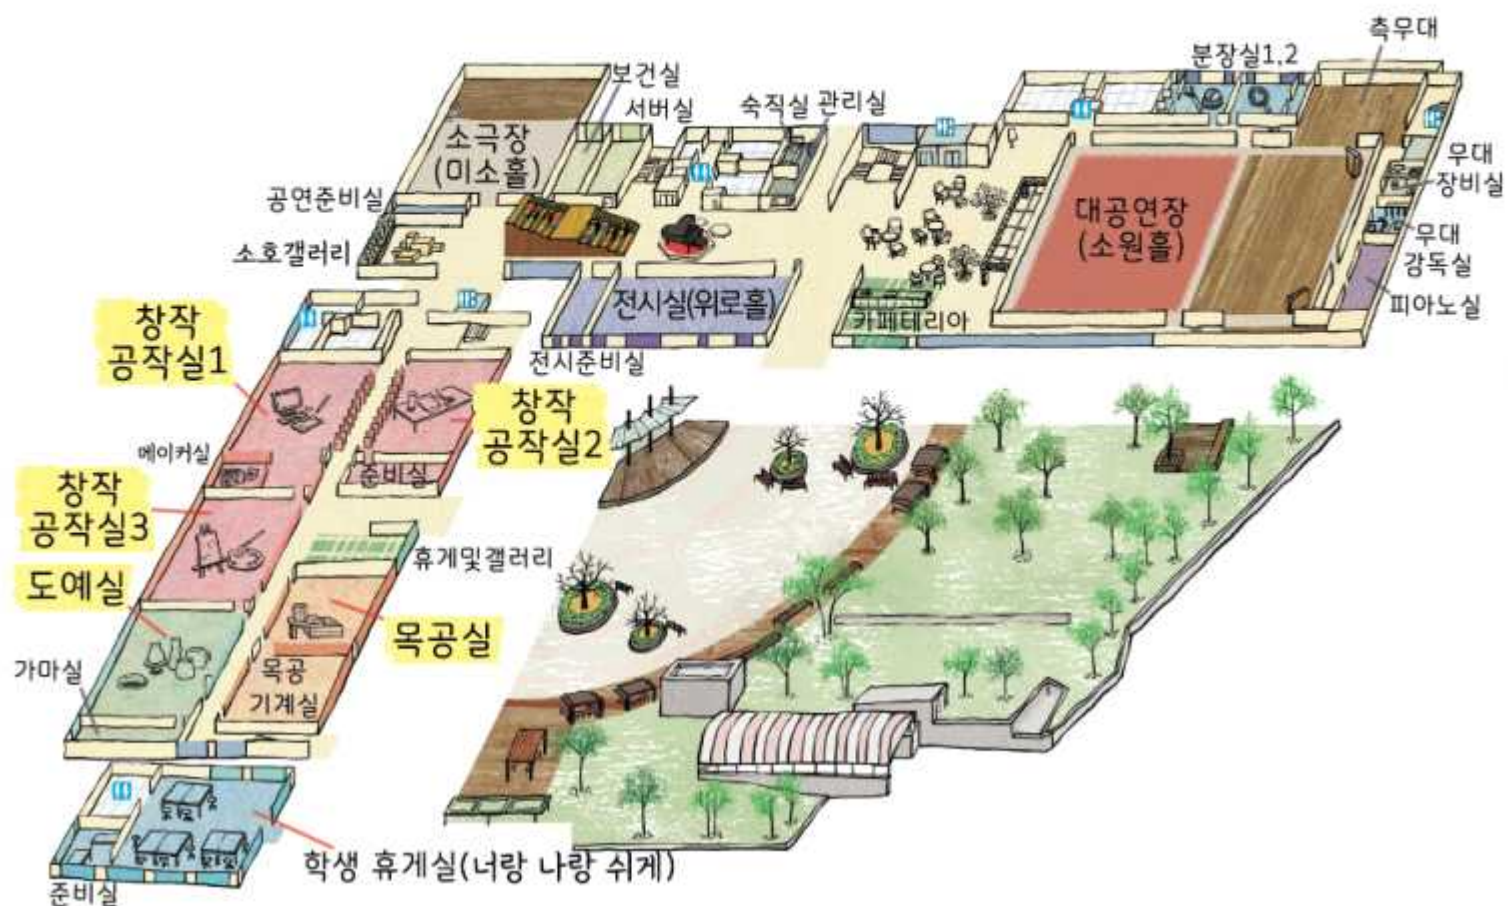 측무대
분장실1,2
보건실
서버실
숙직실 관리실
소극장
(미소홀)
무대
장비실
공연준비실
대공연장
(소원홀)
무대
감독실
소호갤러리
피아노실
전시실(위로홀)
카페테리아
창작
공작실1
전시준비실
창작
공작실2
메이커실
준비실
창작
공작실3
휴게및갤러리
도예실
목공실
가마실
목공
기계실
학생 휴게실(너랑 나랑 쉬게)
준비실